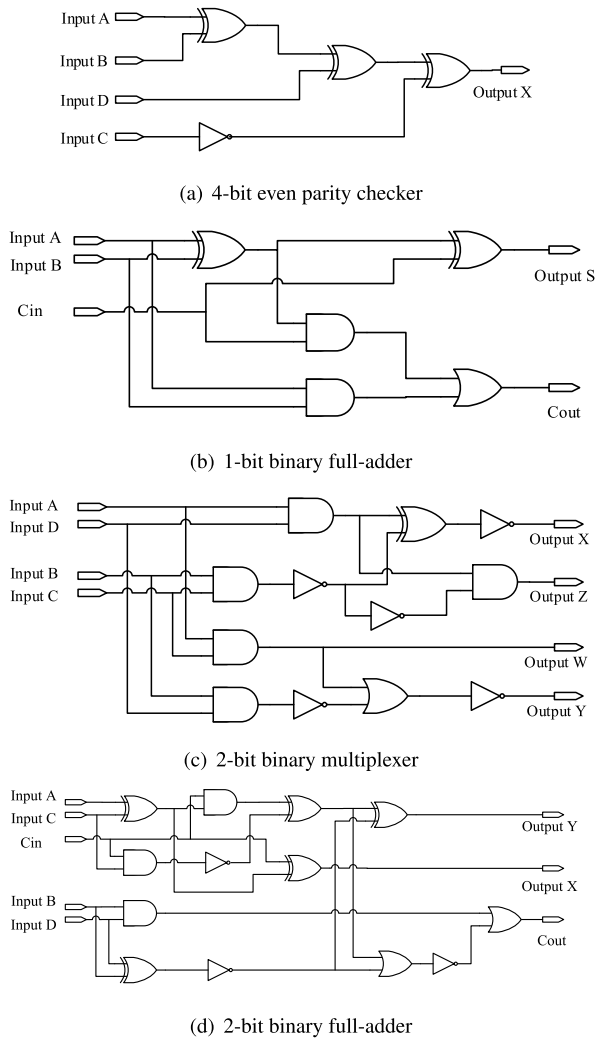 Input A
Input B
Input D
Output X
Input C
(a) 4-bit even parity checker
Input A
Input B
Output S
Cin
Cout
(b) 1-bit binary full-adder
Input A
Input D
Output X
Input B
Input C
Output Z
Output W
Output Y
(c) 2-bit binary multiplexer
Input A
Input C
Output Y
Cin
Output X
Input B
Input D
Cout
(d) 2-bit binary full-adder